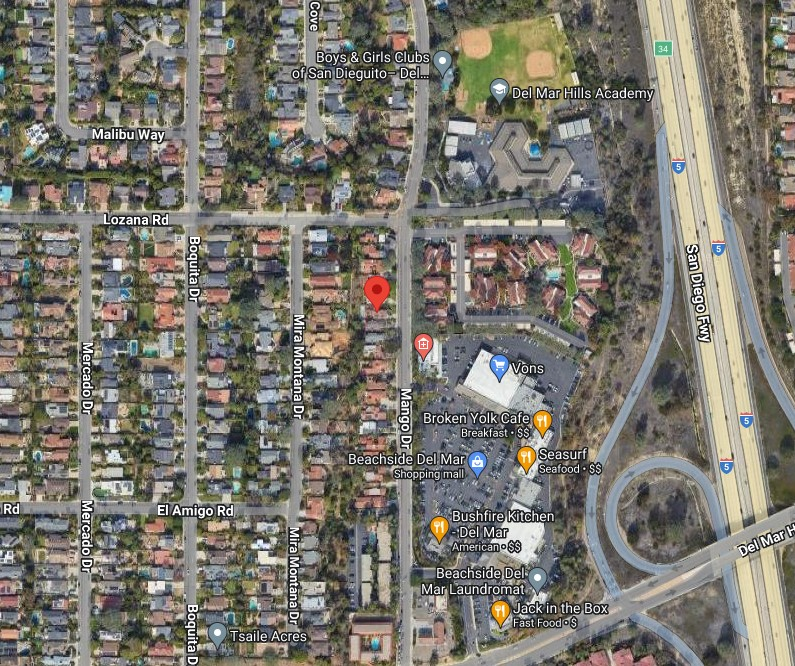 Cove
34
Boys & Girls Clubs
of San Dieguito – Del...
Del Mar Hills Academy
Malibu Way
5
Lozana Rd
5
Boquita Dr
San Diego Fwy
Mercado Dr
Mira Montana Dr
Vons
Mango Dr
Broken Yolk Cafe
Breakfast • $$
5
Beachside Del Mar
Shopping mall
Seasurf
Seafood • $$
5
Rd
El Amigo Rd
Mercado Dr
Mira Montana Dr
Bushfire Kitchen
- Del Mar
American • $$
Del Mar H
Beachside Del
Mar Laundromat
Jack in the Box
Fast Food • $
Boquita D
Tsaile Acres